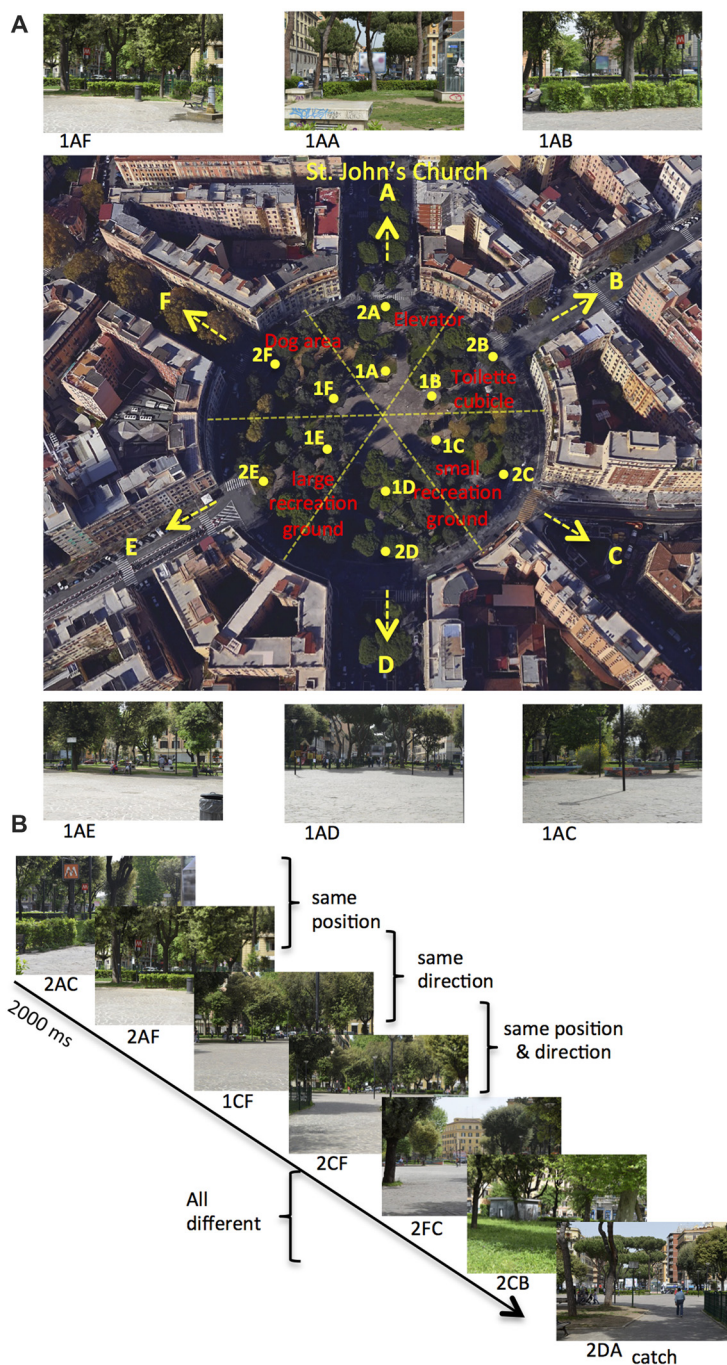 A
1AF
1AA
1AB
St. John's Church
A
B
F
2A
Elevator
Dog area
2B
2F
1A
Toilette
cubicle
1F
1B
1E
1C
small
recreation
ground
2E
2C
large
recreation
ground
1D
2D
E
C
D
1AE
1AD
1AC
B
same
position
2AC
same
direction
2000 ms
2AF
same position
& direction
1CF
2CF
All
different
2FC
2CB
2DA
catch